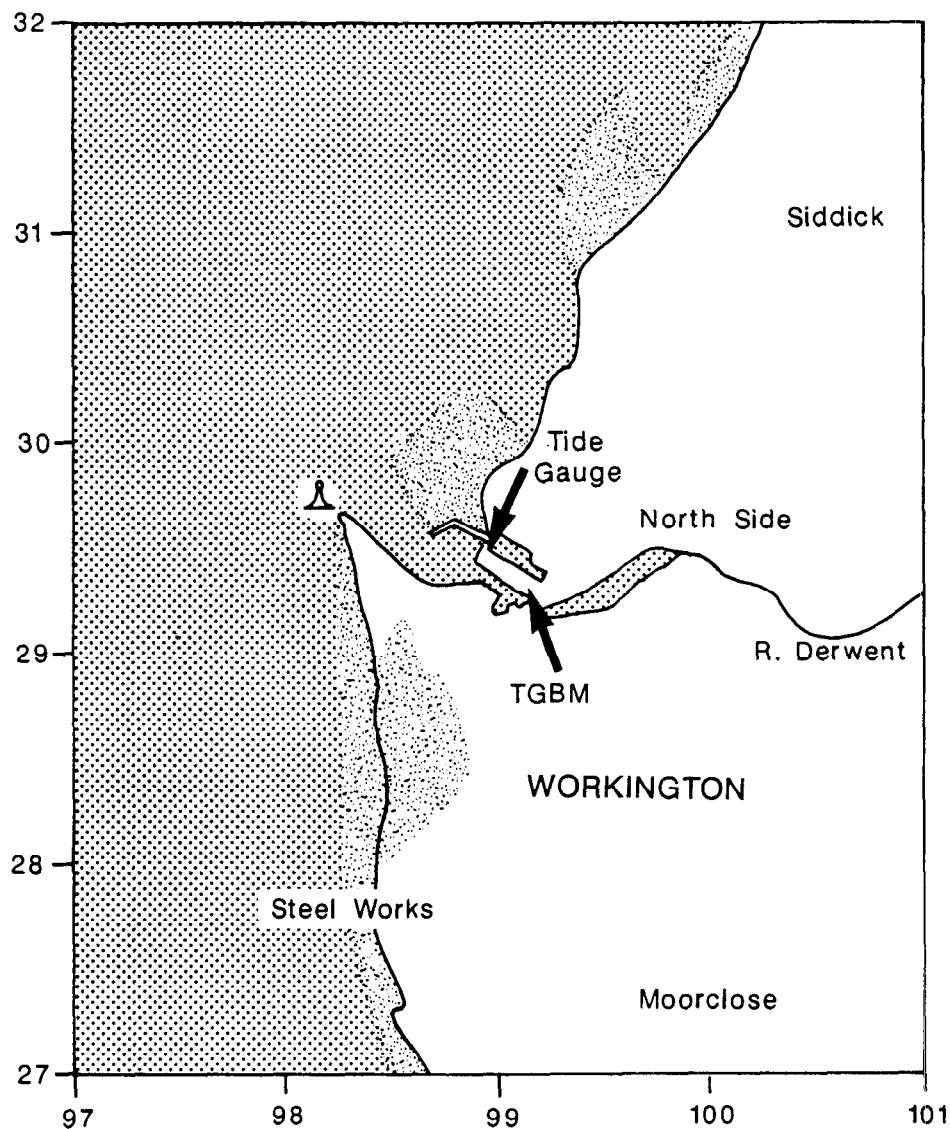 32
31
Siddick
30
Tide
Gauge
North Side
29
R. Derwent
TGBM
WORKINGTON
28
Steel Works
Moorclose
27
97
98
99
100
101